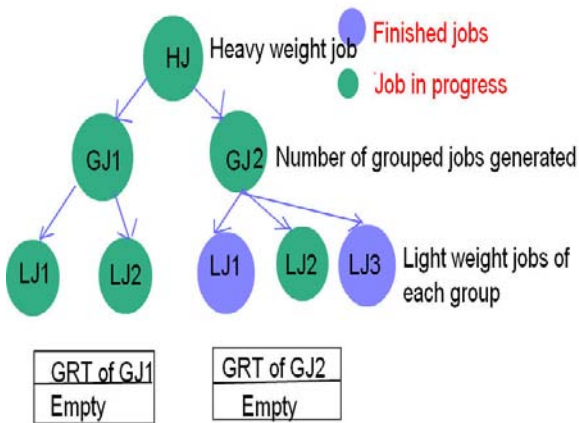 HJ
Heavy weight job
Finished jobs
Job in progress
GJ1
GJ2
Number of grouped jobs generated
LJ1
LJ2
LJ1
LJ2
LJ3
Light weight jobs of
each group
GRT of GJ1
Empty
GRT of GJ2
Empty